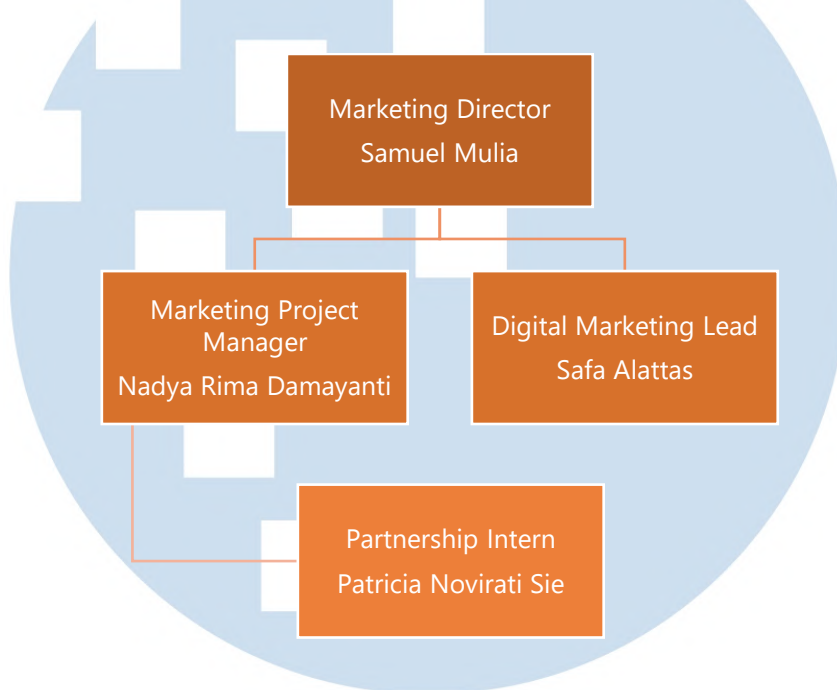 Marketing Director
Samuel Mulia
Marketing Project
Manager
Nadya Rima Damayanti
Digital Marketing Lead
Safa Alattas
Partnership Intern
Patricia Novirati Sie